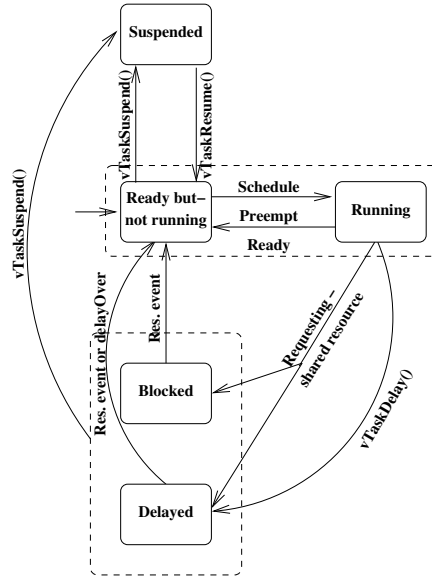 Suspended
vTaskSuspend()
vTaskResume()
Ready but−
not running
Schedule
Preempt
Running
Ready
vTaskSuspend()
Res. event or delayOver
Res. event
Requesting −
shared resource
Blocked
vTaskDelay()
Delayed